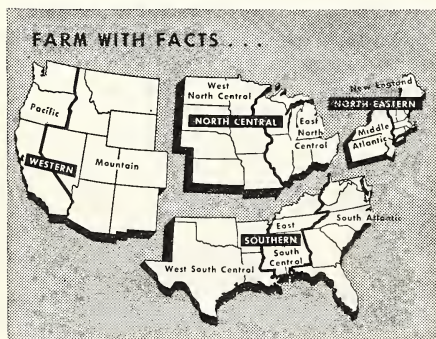 FARM WITH FACTS . . .
West
North Central
New England
NORTH EASTERN
Pacific
NORTH CENTRAL
East
North
Central
Middle
Atlantic
WESTERN
Mountain
SOUTHERN
East
South
Central
South Atlantic
West South Central